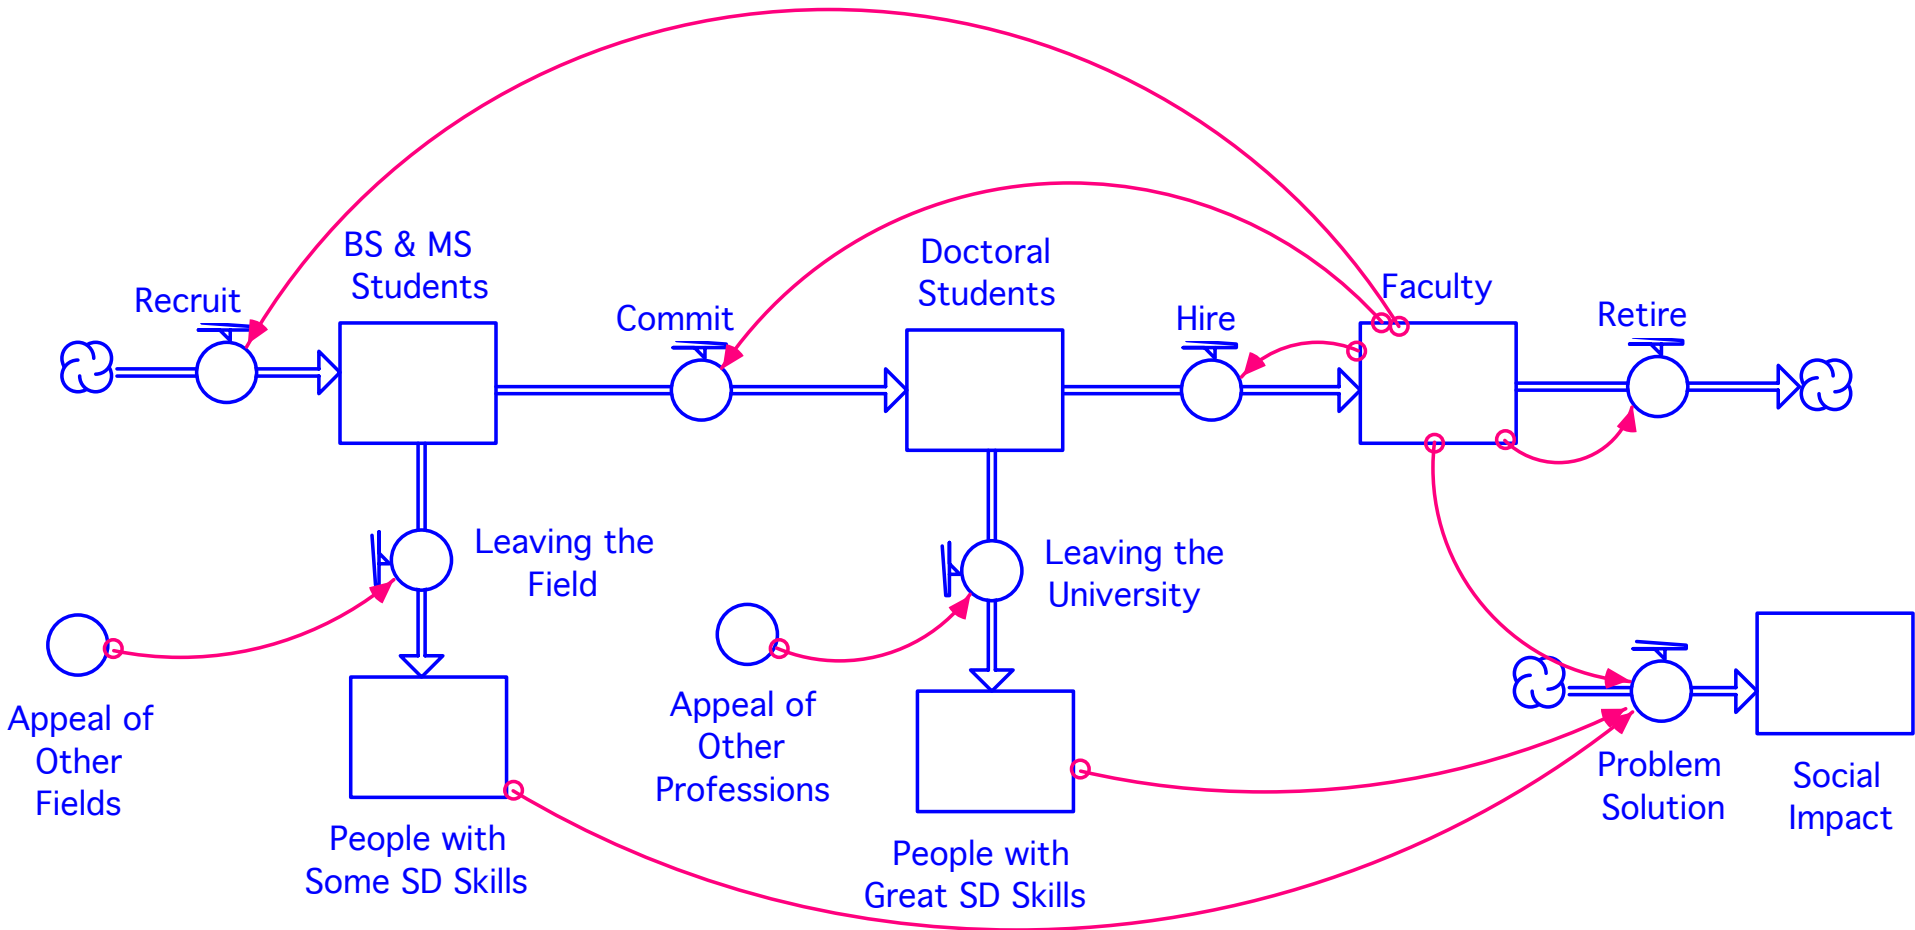 BS & MS
Students
Recruit
Commit
Doctoral
Students
Hire
Faculty
Retire
Leaving the
Field
Leaving the
University
Appeal of
Other
Fields
People with
Some SD Skills
Appeal of
Other
Professions
People with
Great SD Skills
Problem
Solution
Social
Impact